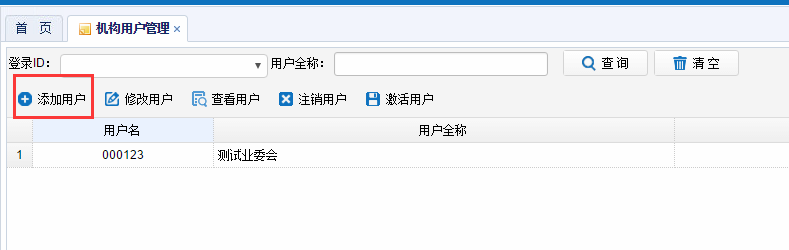 首 页 机构用户管理 ×
登录ID： 用户全称： 查 询 清 空
添加用户 修改用户 查看用户 注销用户 激活用户
用户名 用户全称
1 000123 测试业委会